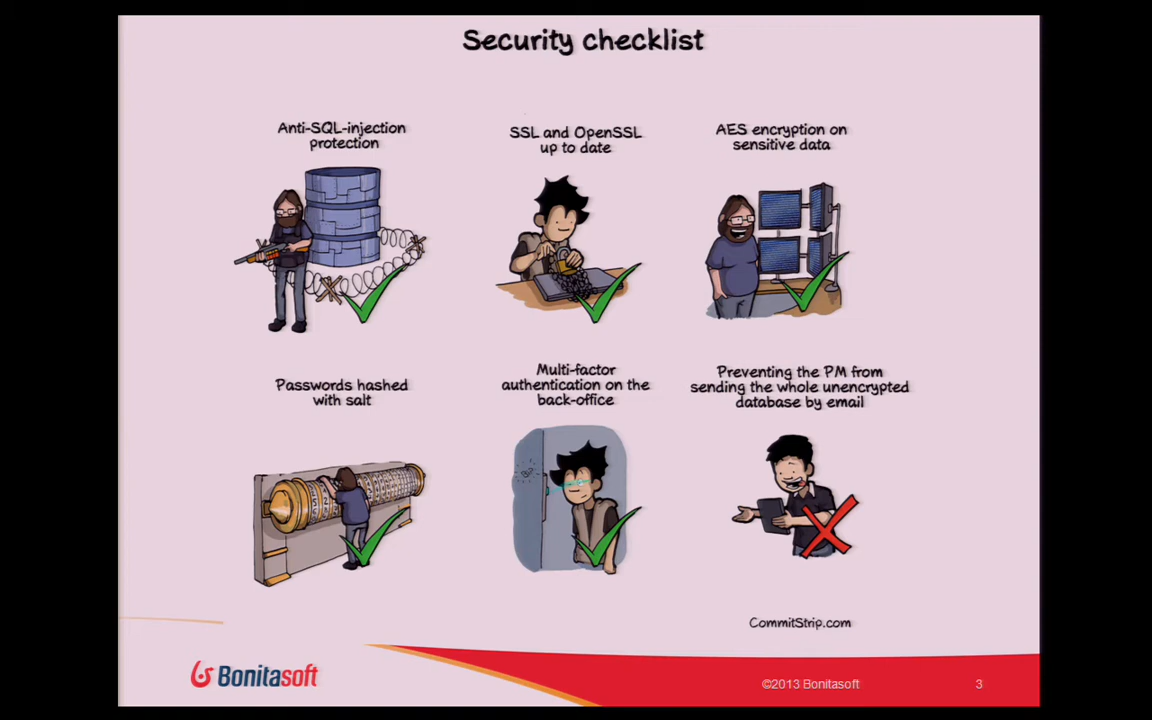 Security checklist
Anti-SQL-injection
protection
SSL and OpenSSL
up to date
AES encryption on
sensitive data
Passwords hashed
with salt
Multi-factor
authentication on the
back-office
Preventing the PM from
sending the whole unencrypted
database by email
CommitStrip.com
Bonitasoft
©2013 Bonitasoft
3